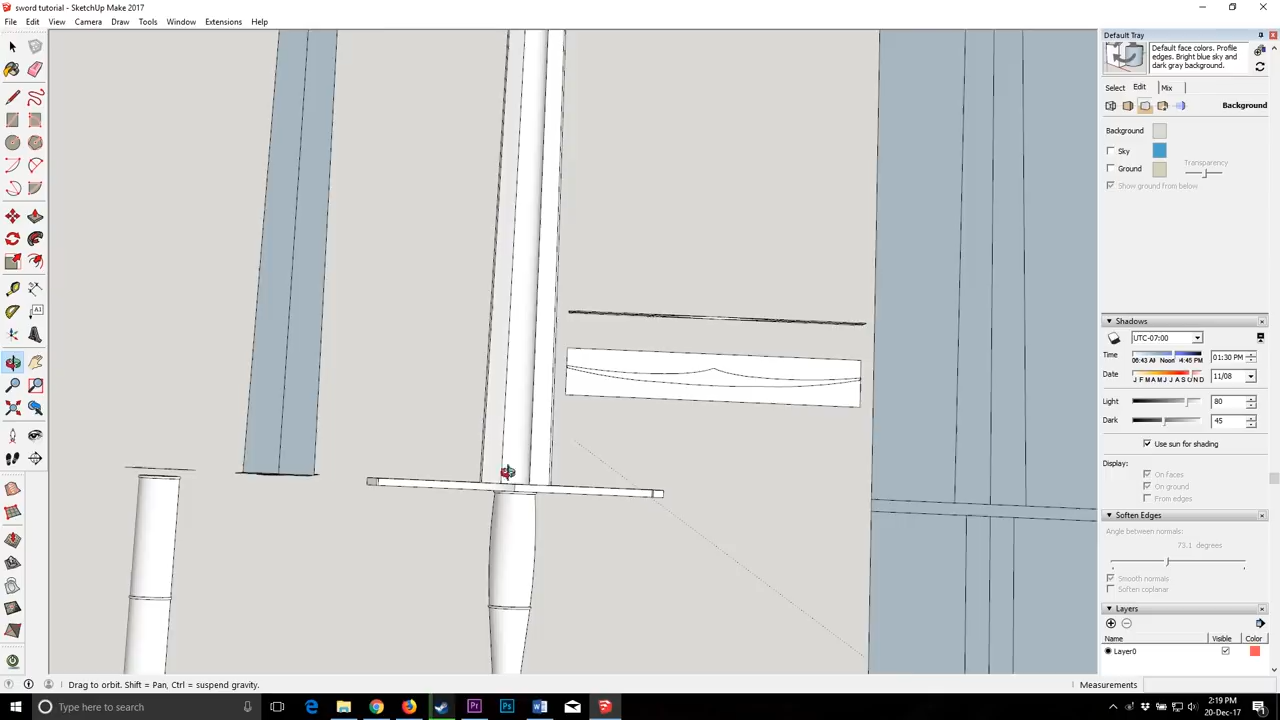 sword tutorial - SketchUp Make 2017
File Edit View Camera Draw Tools Window Extensions Help
Default Tray
Default face colors. Profile
edges. Bright blue sky and
dark gray background.
Select Edit Mix
Background
Background
Sky
Transparency
Ground
Show ground from below
Shadows
UTC-07:00
Time 06:43 AM Noon 4:45 PM 01:30 PM
Date J F M A M J J A S O N D 11/08
Light 80
Dark 45
Use sun for shading
Display:
On faces
On ground
From edges
Soften Edges
Angle between normals:
73.1 degrees
Smooth normals
Soften coplanar
Layers
Name Visible Color
Layer0
Drag to orbit. Shift = Pan, Ctrl = suspend gravity.
Measurements
Type here to search
2:19 PM
20-Dec-17